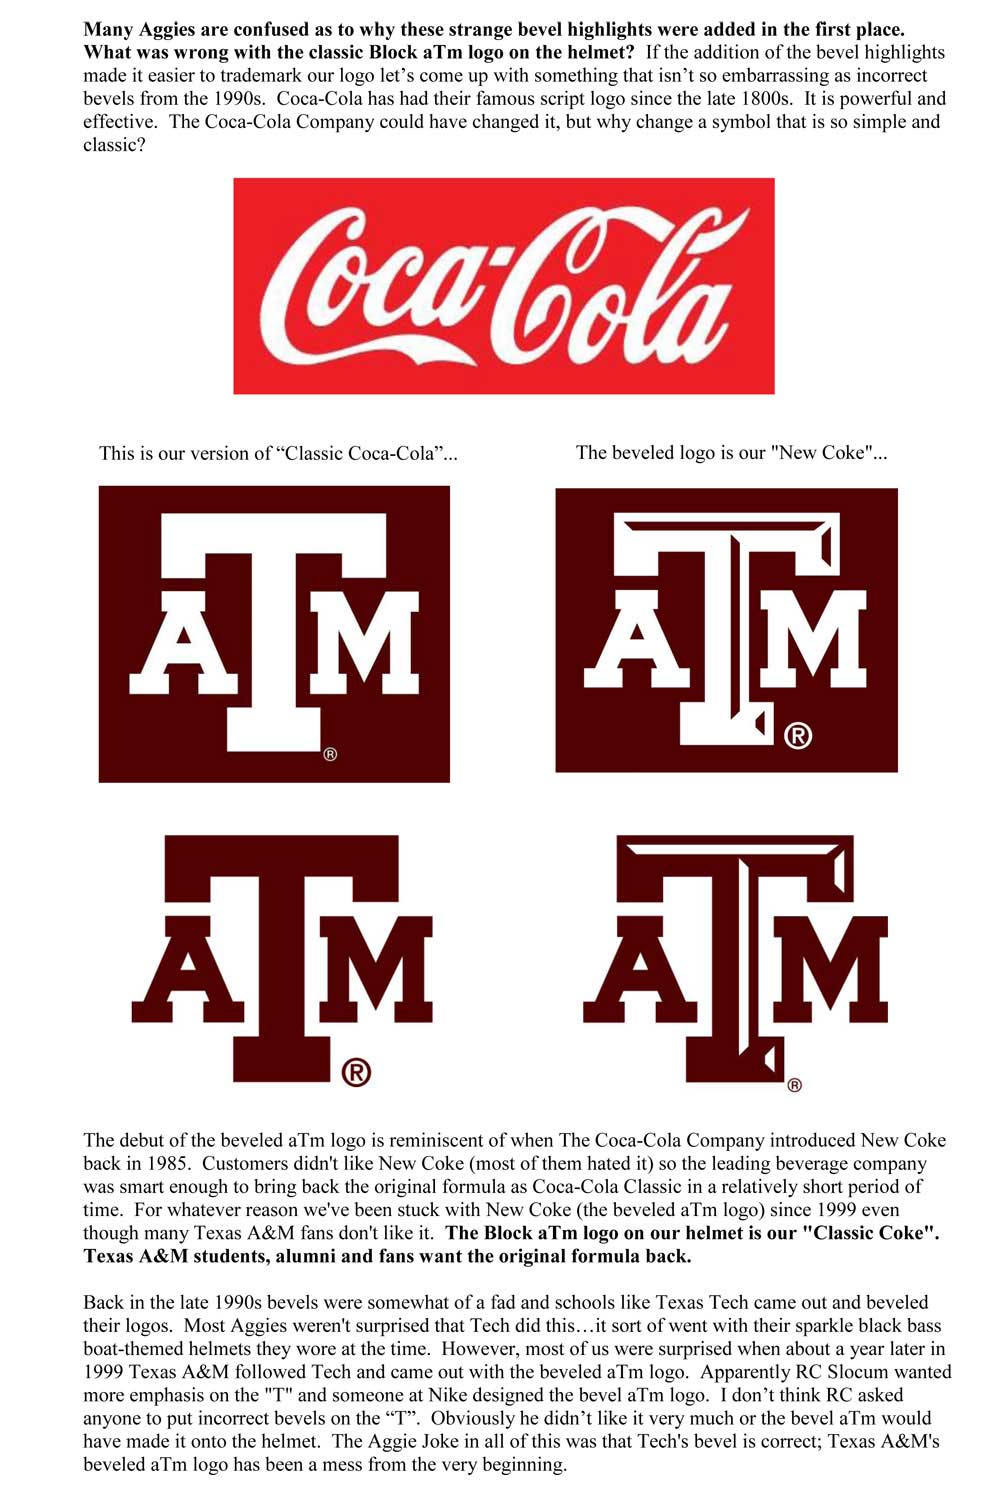 Many Aggies are confused as to why these strange bevel highlights were added in the first place.
What was wrong with the classic Block aTm logo on the helmet?  If the addition of the bevel highlights
made it easier to trademark our logo let’s come up with something that isn’t so embarrassing as incorrect
bevels from the 1990s.  Coca-Cola has had their famous script logo since the late 1800s.  It is powerful and
effective.  The Coca-Cola Company could have changed it, but why change a symbol that is so simple and
classic?
Coca-Cola
This is our version of “Classic Coca-Cola”...
The beveled logo is our "New Coke"...
ATM®
ATM®
ATM®
ATM®
The debut of the beveled aTm logo is reminiscent of when The Coca-Cola Company introduced New Coke
back in 1985.  Customers didn't like New Coke (most of them hated it) so the leading beverage company
was smart enough to bring back the original formula as Coca-Cola Classic in a relatively short period of
time.  For whatever reason we've been stuck with New Coke (the beveled aTm logo) since 1999 even
though many Texas A&M fans don't like it.  The Block aTm logo on our helmet is our "Classic Coke".
Texas A&M students, alumni and fans want the original formula back.
Back in the late 1990s bevels were somewhat of a fad and schools like Texas Tech came out and beveled
their logos.  Most Aggies weren't surprised that Tech did this…it sort of went with their sparkle black bass
boat-themed helmets they wore at the time.  However, most of us were surprised when about a year later in
1999 Texas A&M followed Tech and came out with the beveled aTm logo.  Apparently RC Slocum wanted
more emphasis on the "T" and someone at Nike designed the bevel aTm logo.  I don’t think RC asked
anyone to put incorrect bevels on the “T”.  Obviously he didn’t like it very much or the bevel aTm would
have made it onto the helmet.  The Aggie Joke in all of this was that Tech's bevel is correct; Texas A&M's
beveled aTm logo has been a mess from the very beginning.